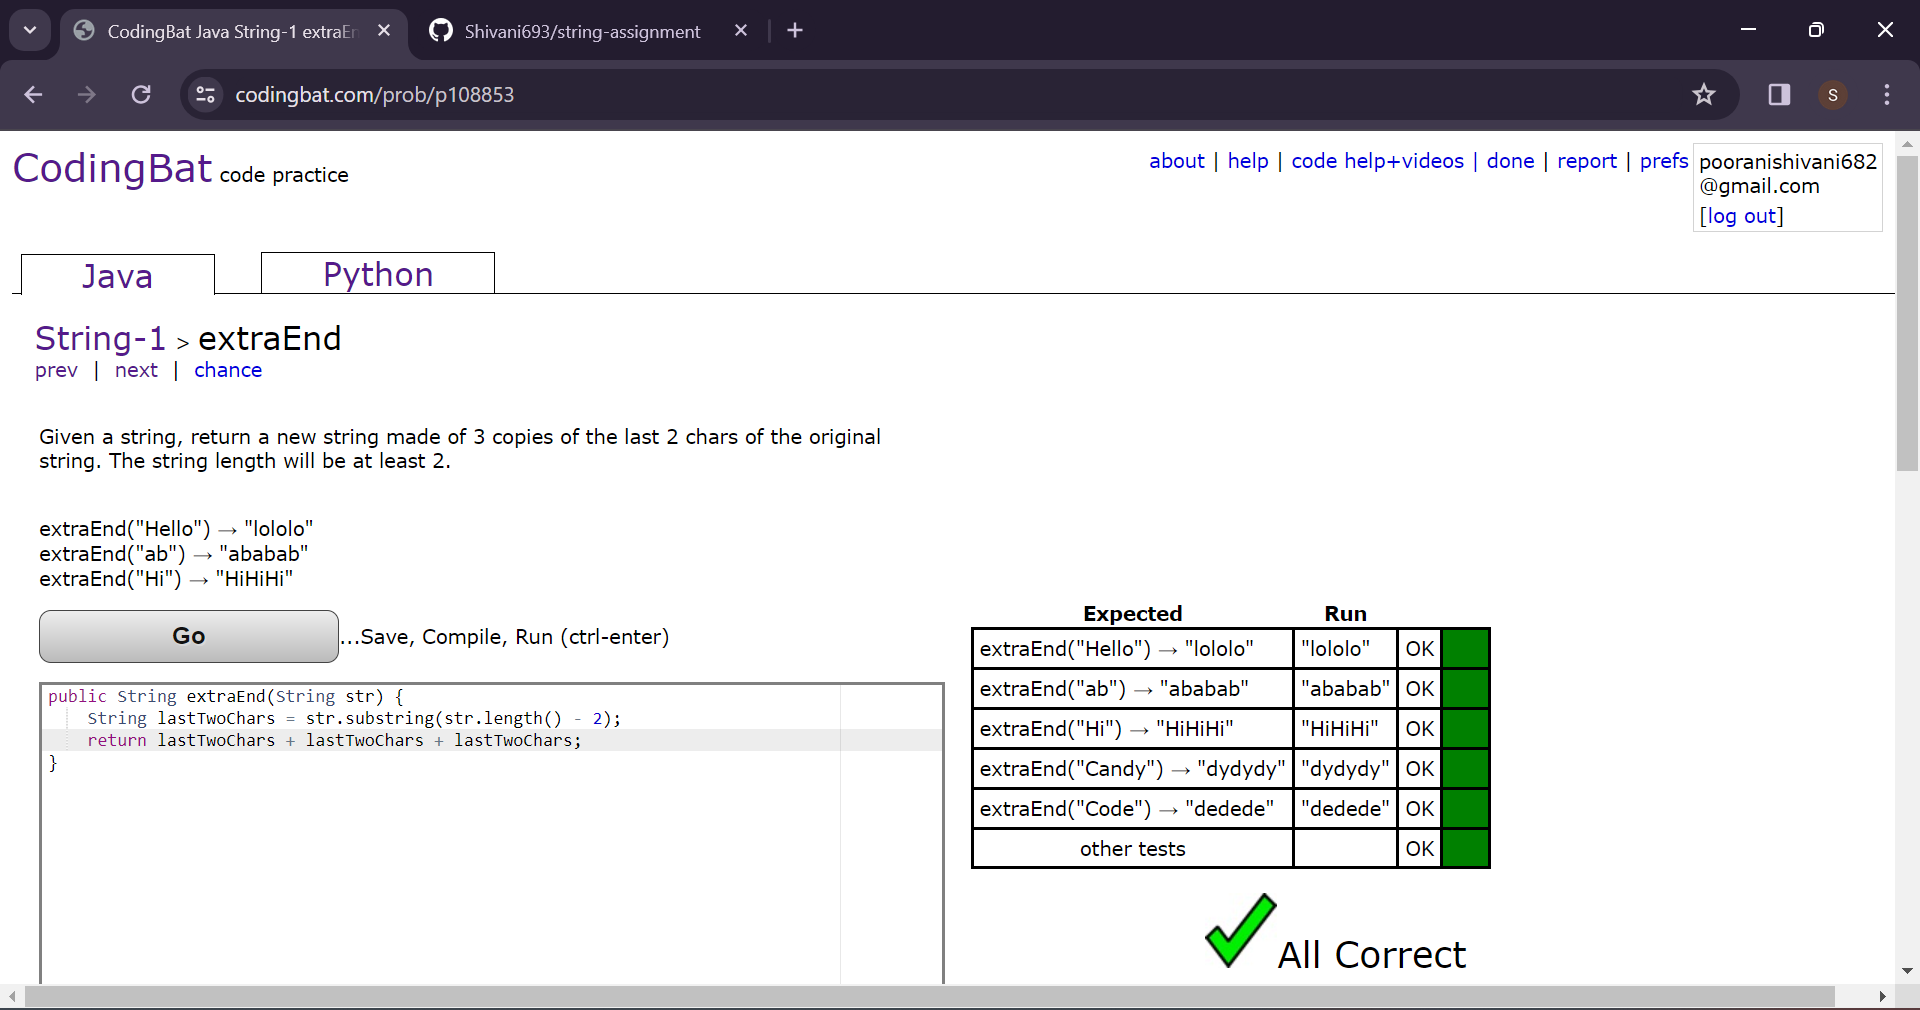 CodingBat Java String-1 extraEn
Shivani693/string-assignment
codingbat.com/prob/p108853
S
CodingBat code practice
about | help | code help+videos | done | report | prefs
pooranishivani682
@gmail.com
[log out]
Java
Python
String-1 > extraEnd
prev | next | chance
Given a string, return a new string made of 3 copies of the last 2 chars of the original
string. The string length will be at least 2.
extraEnd("Hello") → "lololo"
extraEnd("ab") → "ababab"
extraEnd("Hi") → "HiHiHi"
Go ...Save, Compile, Run (ctrl-enter)
public String extraEnd(String str) {
    String lastTwoChars = str.substring(str.length() - 2);
    return lastTwoChars + lastTwoChars + lastTwoChars;
}
Expected Run
extraEnd("Hello") → "lololo" "lololo" OK
extraEnd("ab") → "ababab" "ababab" OK
extraEnd("Hi") → "HiHiHi" "HiHiHi" OK
extraEnd("Candy") → "dydydy" "dydydy" OK
extraEnd("Code") → "dedede" "dedede" OK
other tests OK
All Correct